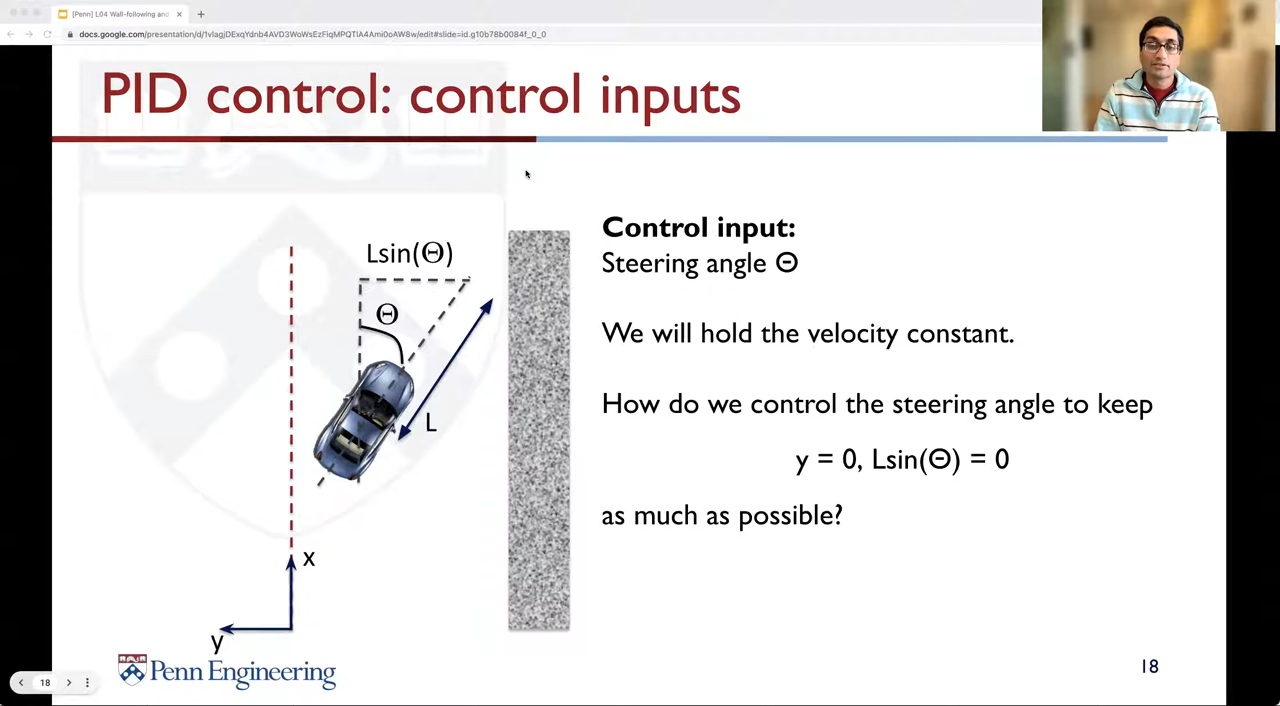 [Penn] L04 Wall-following and
docs.google.com/presentation/d/1vlagjDExqYdnb4AVD3WoWsEzFiqMPQTlA4Ami0oAW8w/edit#slide=id.g10b78b0084f_0_0
PID control: control inputs
Control input:
Steering angle Θ
We will hold the velocity constant.
How do we control the steering angle to keep
y = 0, Lsin(Θ) = 0
as much as possible?
Lsin(Θ)
Θ
L
x
y
Penn Engineering
18
18